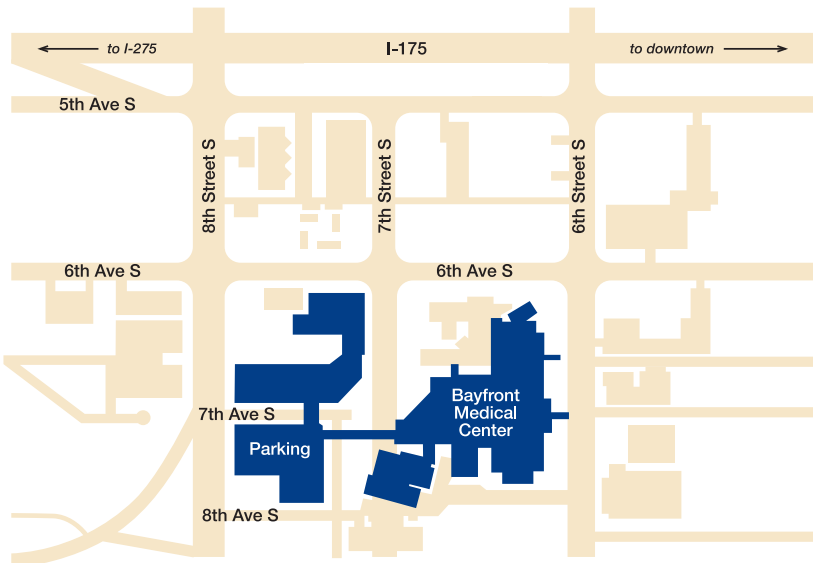 to I-275
I-175
to downtown
5th Ave S
8th Street S
7th Street S
6th Street S
6th Ave S
6th Ave S
Bayfront
Medical
Center
7th Ave S
Parking
8th Ave S